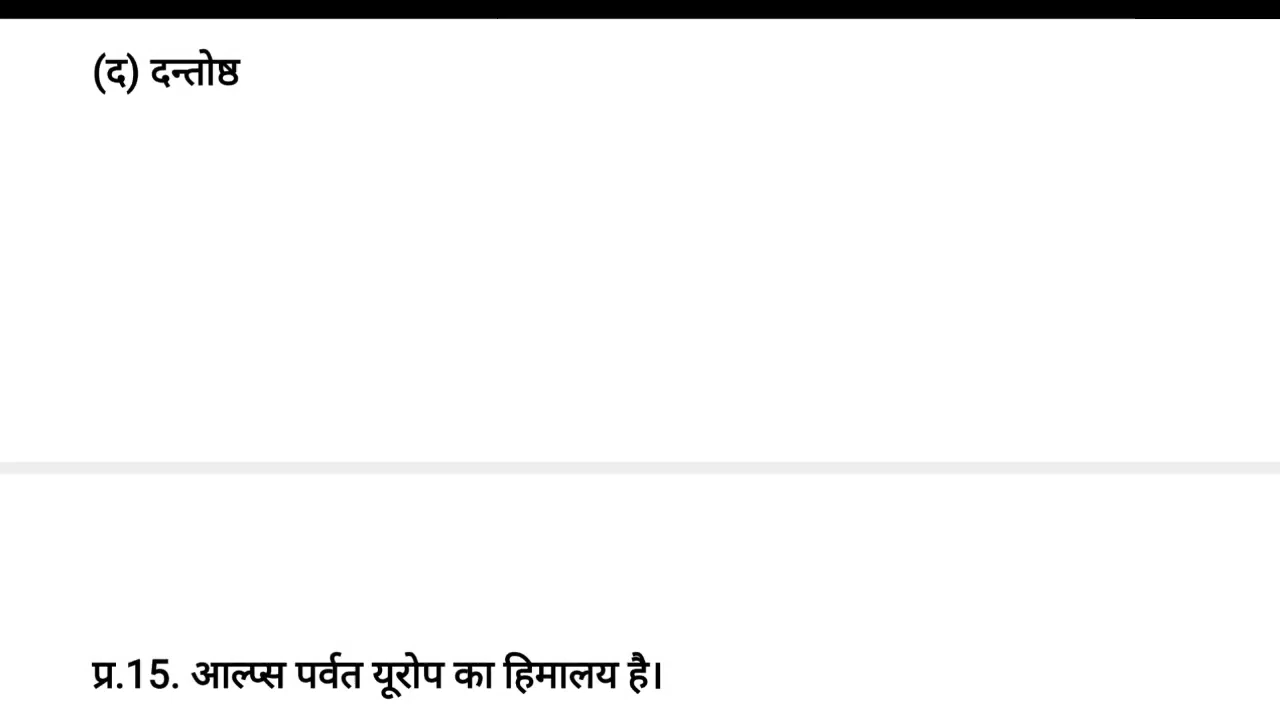 (द) दन्तोष्ठ
प्र.15. आल्प्स पर्वत यूरोप का हिमालय है।